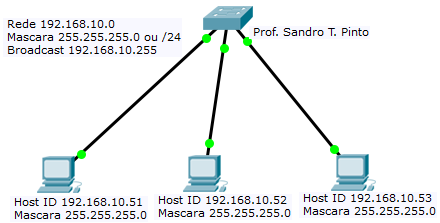 Rede 192.168.10.0
Mascara 255.255.255.0 ou /24
Broadcast 192.168.10.255
Prof. Sandro T. Pinto
Host ID 192.168.10.51
Mascara 255.255.255.0
Host ID 192.168.10.52
Mascara 255.255.255.0
Host ID 192.168.10.53
Mascara 255.255.255.0